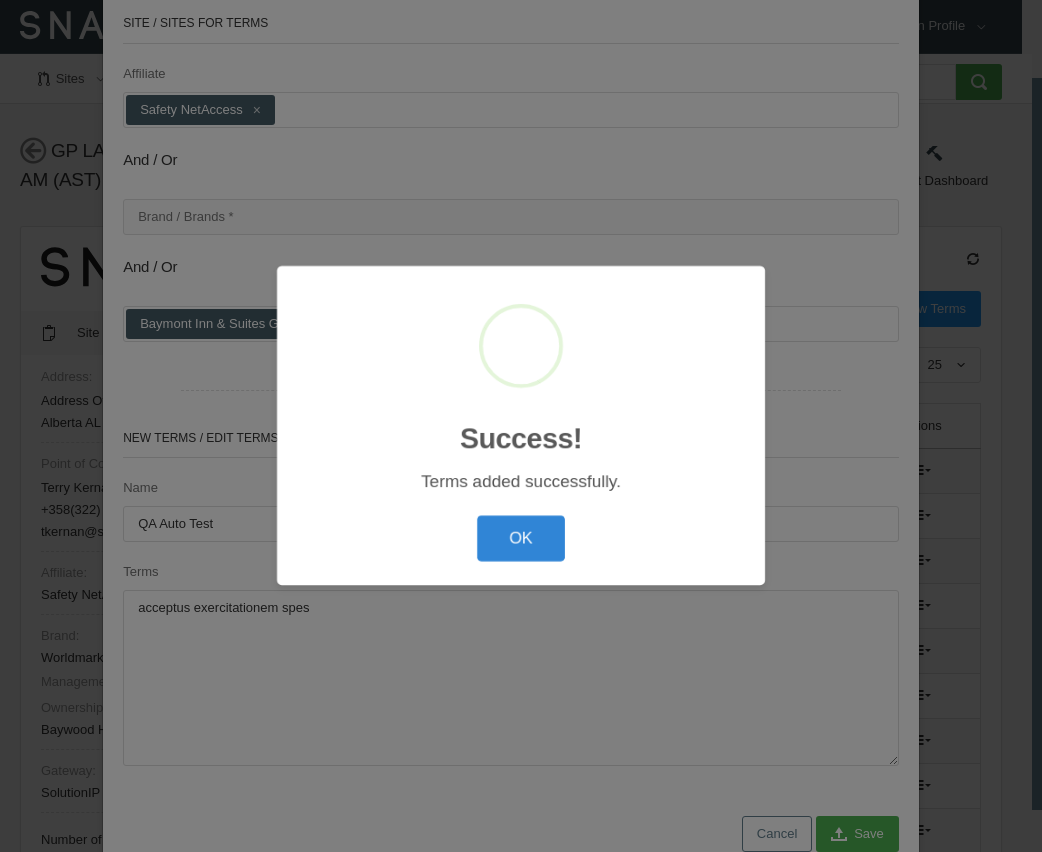 SNA
SITE / SITES FOR TERMS
Profile
Sites
Affiliate
Safety NetAccess ×
GP LA
AM (AST)
And / Or
Dashboard
Brand / Brands *
And / Or
SN
Terms
Baymont Inn & Suites G
Site
25
Address:
Address O
Alberta AL
Success!
NEW TERMS / EDIT TERMS
Point of Co
Terms added successfully.
Name
Terry Kerna
+358(322)
QA Auto Test
tkernan@s
OK
Affiliate:
Terms
Safety Net
acceptus exercitationem spes
Brand:
Worldmark
Manageme
Ownership
Baywood H
Gateway:
SolutionIP
Number of
Cancel
Save